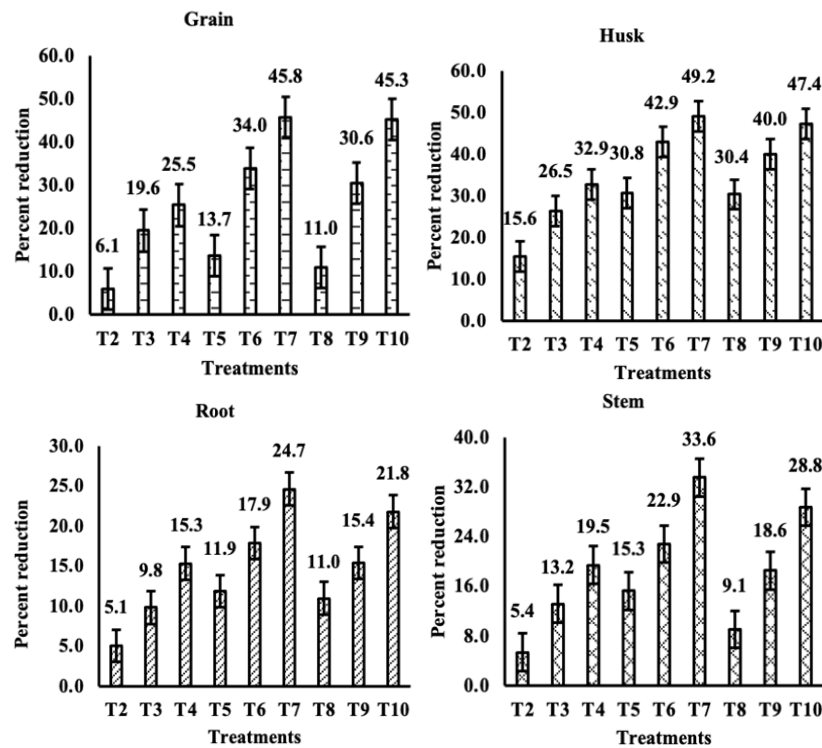 Grain
60.0
50.0
40.0
30.0
20.0
10.0
0.0
Percent reduction
6.1 19.6 25.5 13.7 34.0 45.8 11.0 30.6 45.3
T2 T3 T4 T5 T6 T7 T8 T9 T10
Treatments
Husk
60.0
50.0
40.0
30.0
20.0
10.0
0.0
Percent reduction
15.6 26.5 32.9 30.8 42.9 49.2 30.4 40.0 47.4
T2 T3 T4 T5 T6 T7 T8 T9 T10
Treatments
Root
30.0
25.0
20.0
15.0
10.0
5.0
0.0
Percent reduction
5.1 9.8 15.3 11.9 17.9 24.7 11.0 15.4 21.8
T2 T3 T4 T5 T6 T7 T8 T9 T10
Treatments
Stem
40.0
32.0
24.0
16.0
8.0
0.0
Percent reduction
5.4 13.2 19.5 15.3 22.9 33.6 9.1 18.6 28.8
T2 T3 T4 T5 T6 T7 T8 T9 T10
Treatments